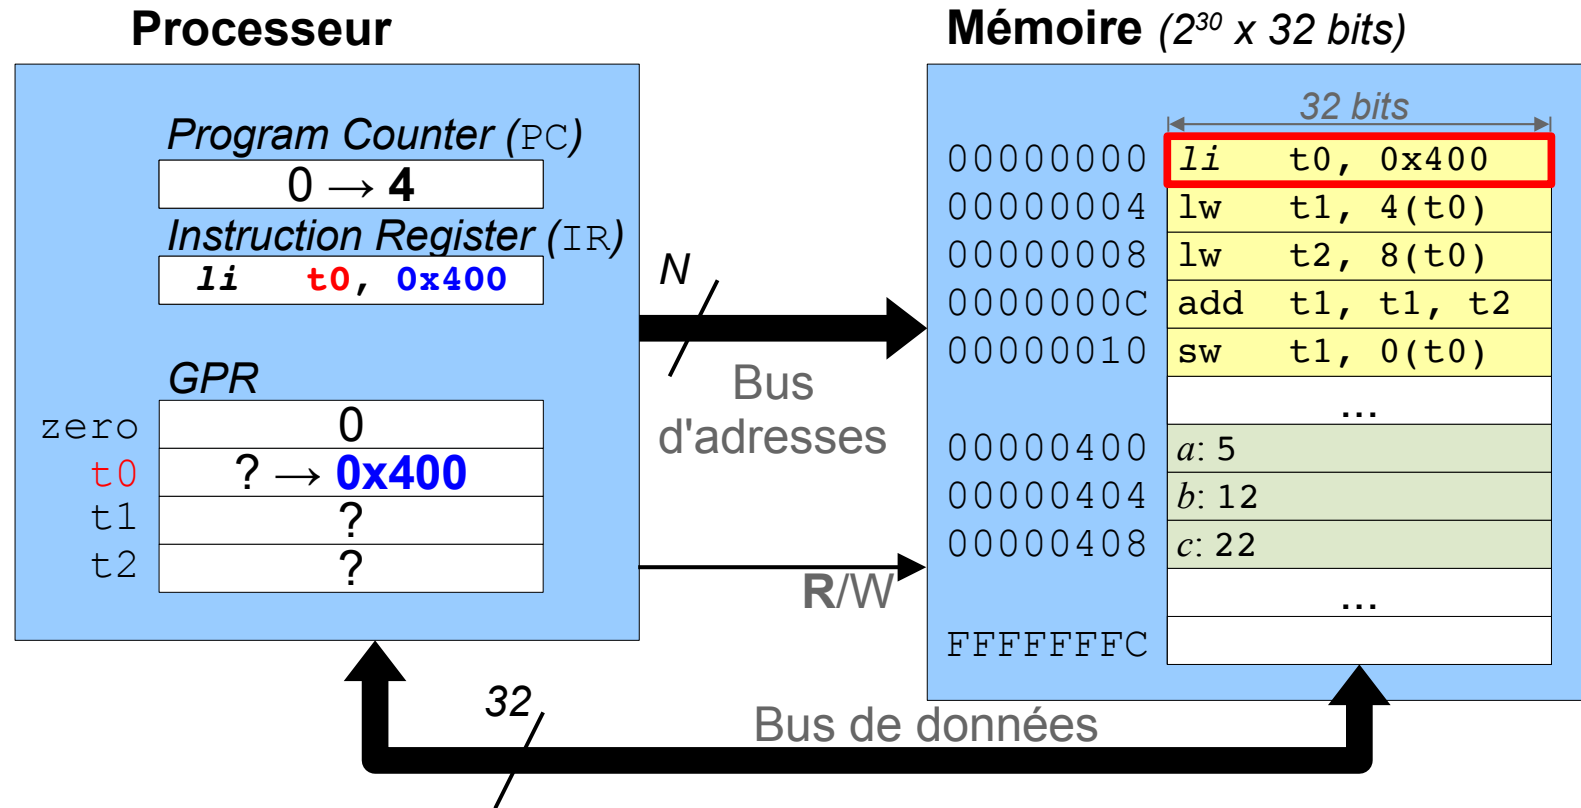 Processeur
Program Counter (PC)
0 → 4
Instruction Register (IR)
li t0, 0x400
GPR
zero 0
t0 ? → 0x400
t1 ?
t2 ?
N
Bus
d'adresses
R/W
Mémoire (2³⁰ x 32 bits)
32 bits
00000000 li t0, 0x400
00000004 lw t1, 4(t0)
00000008 lw t2, 8(t0)
0000000C add t1, t1, t2
00000010 sw t1, 0(t0)
...
00000400 a: 5
00000404 b: 12
00000408 c: 22
...
FFFFFFFC
32
Bus de données